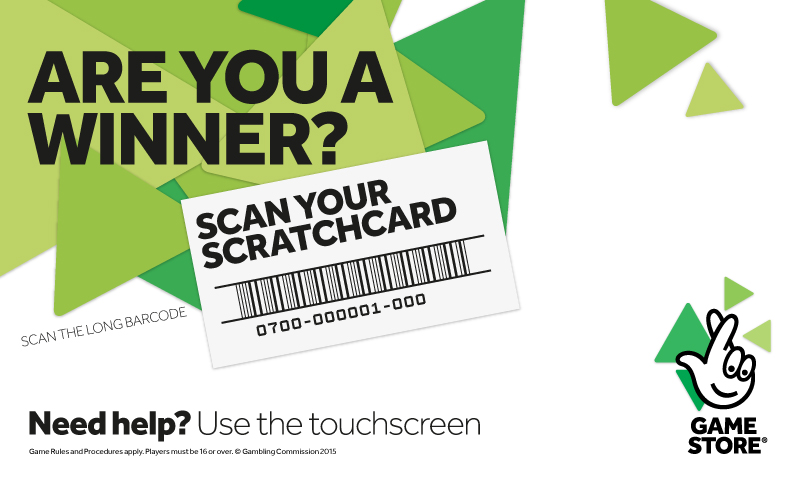 ARE YOU A
WINNER?
SCAN YOUR
SCRATCHCARD
0700-000001-000
SCAN THE LONG BARCODE
Need help? Use the touchscreen
Game Rules and Procedures apply. Players must be 16 or over. © Gambling Commission 2015
GAME
STORE®